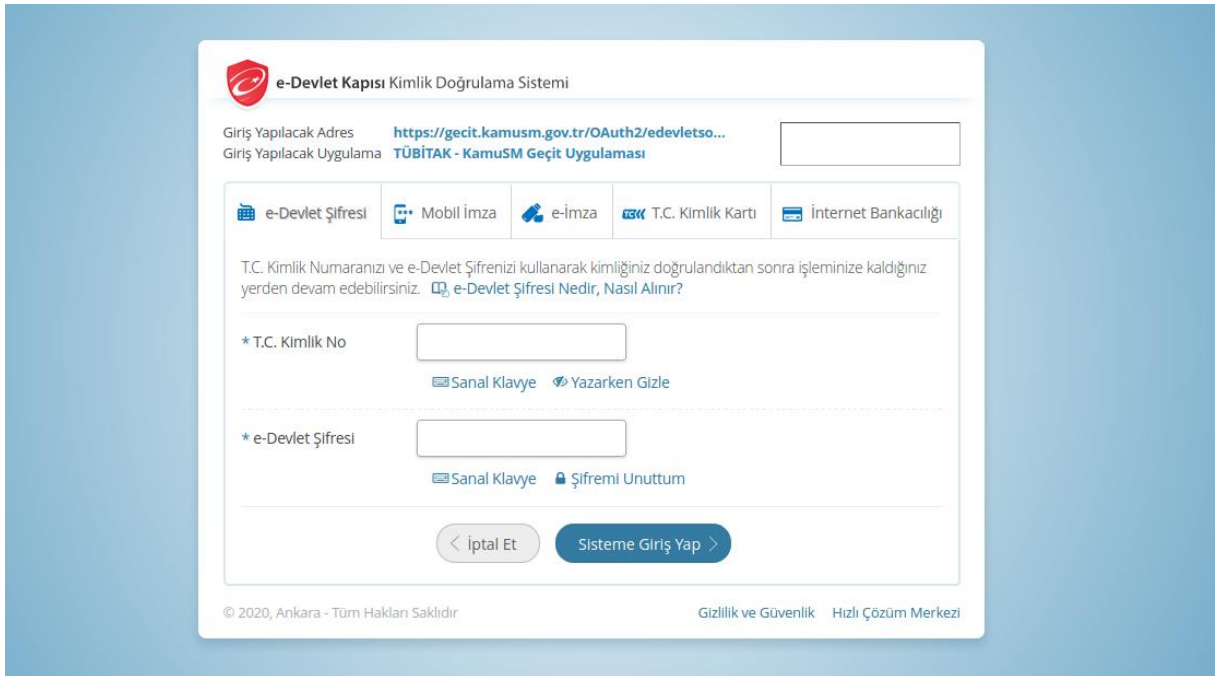 e-Devlet Kapısı Kimlik Doğrulama Sistemi
Giriş Yapılacak Adres https://gecit.kamusm.gov.tr/OAuth2/edevletso...
Giriş Yapılacak Uygulama TÜBİTAK - KamuSM Geçit Uygulaması
e-Devlet Şifresi Mobil İmza e-İmza T.C. Kimlik Kartı İnternet Bankacılığı
T.C. Kimlik Numaranızı ve e-Devlet Şifrenizi kullanarak kimliğiniz doğrulandıktan sonra işleminize kaldığınız
yerden devam edebilirsiniz. e-Devlet Şifresi Nedir, Nasıl Alınır?
* T.C. Kimlik No
Sanal Klavye Yazarken Gizle
* e-Devlet Şifresi
Sanal Klavye Şifremi Unuttum
İptal Et Sisteme Giriş Yap
© 2020, Ankara - Tüm Hakları Saklıdır Gizlilik ve Güvenlik Hızlı Çözüm Merkezi